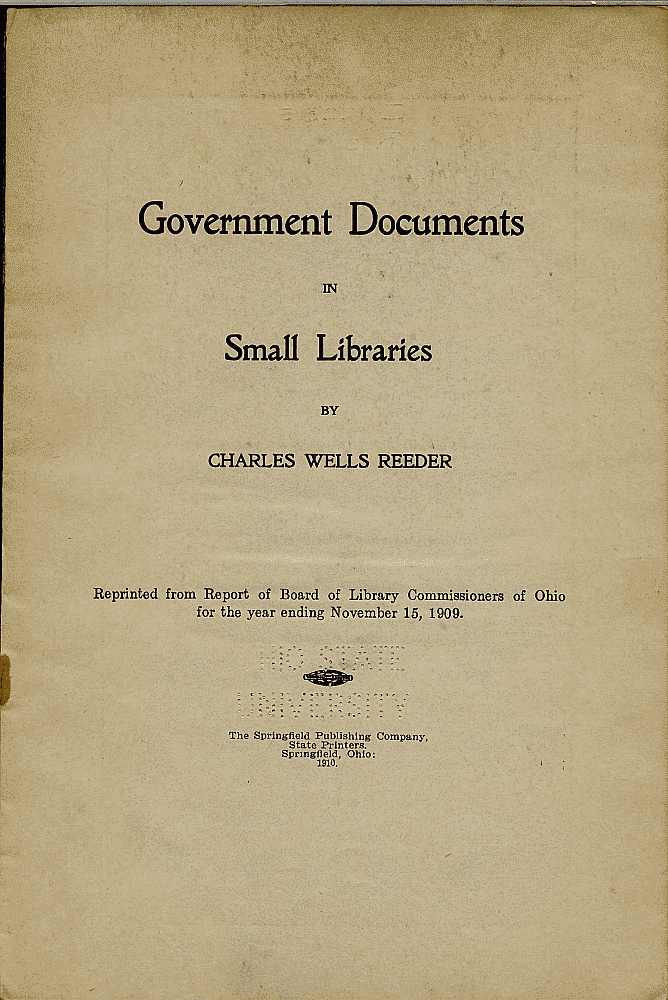 Government Documents
IN
Small Libraries
BY
CHARLES WELLS REEDER
Reprinted from Report of Board of Library Commissioners of Ohio
for the year ending November 15, 1909.
HIO STATE
UNIVERSITY
The Springfield Publishing Company,
State Printers.
Springfield, Ohio:
1910.